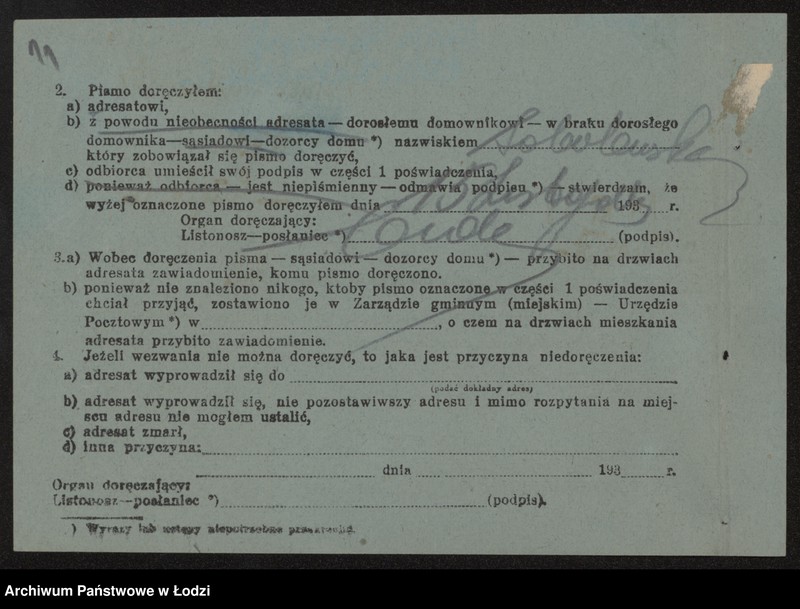 11
2. Pismo doręczyłem:
a) adresatowi,
b) z powodu nieobecności adresata — dorosłemu domownikowi — w braku dorosłego
domownika—sąsiadowi—dozorcy domu *) nazwiskiem
który zobowiązał się pismo doręczyć,
c) odbiorca umieścił swój podpis w części 1 poświadczenia,
d) ponieważ odbiorca — jest niepiśmienny — odmawia podpisu *) — stwierdzam, że
wyżej oznaczone pismo doręczyłem dnia 193 r.
Organ doręczający:
Listonosz—posłaniec *) (podpis).
3.a) Wobec doręczenia pisma — sąsiadowi — dozorcy domu *) — przybito na drzwiach
adresata zawiadomienie, komu pismo doręczono.
b) ponieważ nie znaleziono nikogo, ktoby pismo oznaczone w części 1 poświadczenia
chciał przyjąć, zostawiono je w Zarządzie gminnym (miejskim) — Urzędzie
Pocztowym *) w , o czem na drzwiach mieszkania
adresata przybito zawiadomienie.
4. Jeżeli wezwania nie można doręczyć, to jaka jest przyczyna niedoręczenia:
a) adresat wyprowadził się do
(podać dokładny adres)
b) adresat wyprowadził się, nie pozostawiwszy adresu i mimo rozpytania na miej-
scu adresu nie mogłem ustalić,
c) adresat zmarł,
d) inna przyczyna:
dnia 193 r.
Organ doręczający:
Listonosz—posłaniec *) (podpis).
*) Wyrazy lub ustępy niepotrzebne przekreślić.
Archiwum Państwowe w Łodzi